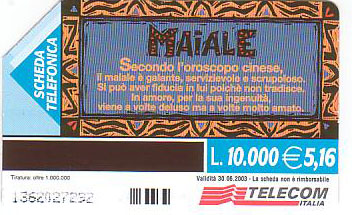 SCHEDA
TELEFONICA
MAIALE
Secondo l'oroscopo cinese,
il maiale è galante, servizievole e scrupoloso.
Si può aver fiducia in lui poichè non tradisce.
In amore, per la sua ingenuità,
viene a volte deluso ma a volte molto amato.
L. 10.000 € 5,16
Tiratura: oltre 1.000.000
Validità 30.06.2003 - La scheda non è rimborsabile
1362427292
TELECOM
ITALIA